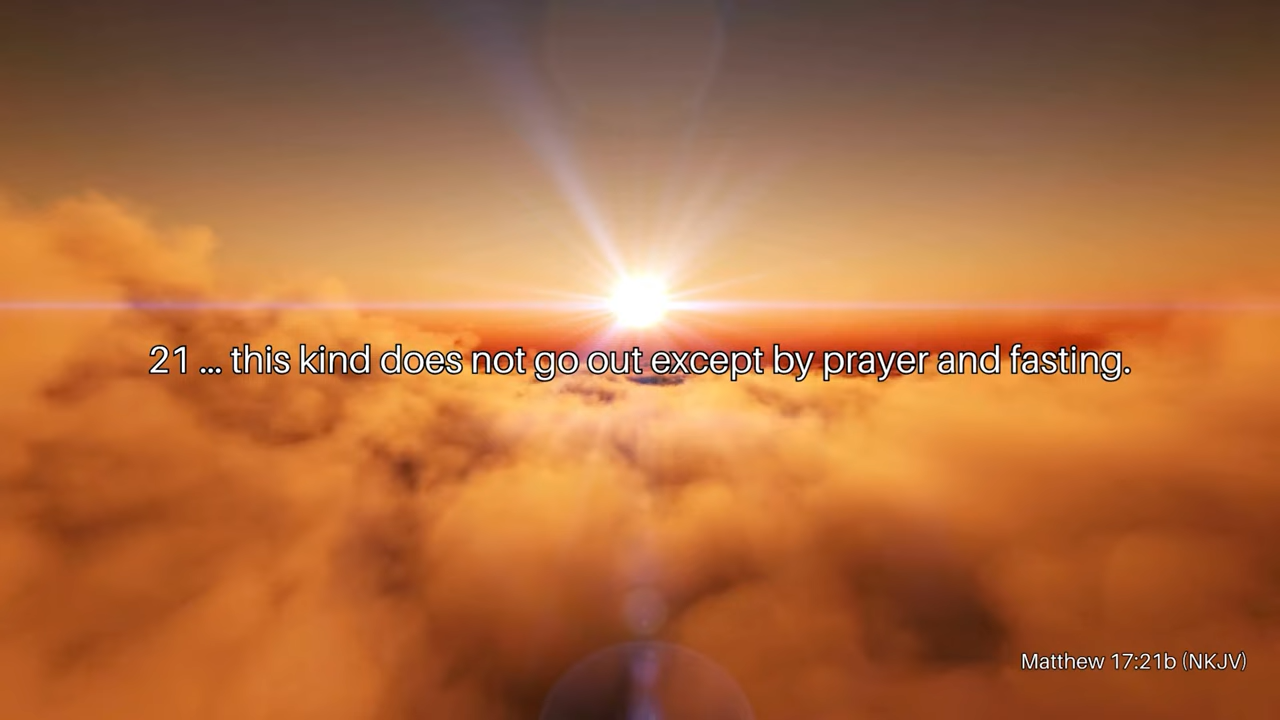 21 ... this kind does not go out except by prayer and fasting.
Matthew 17:21b (NKJV)